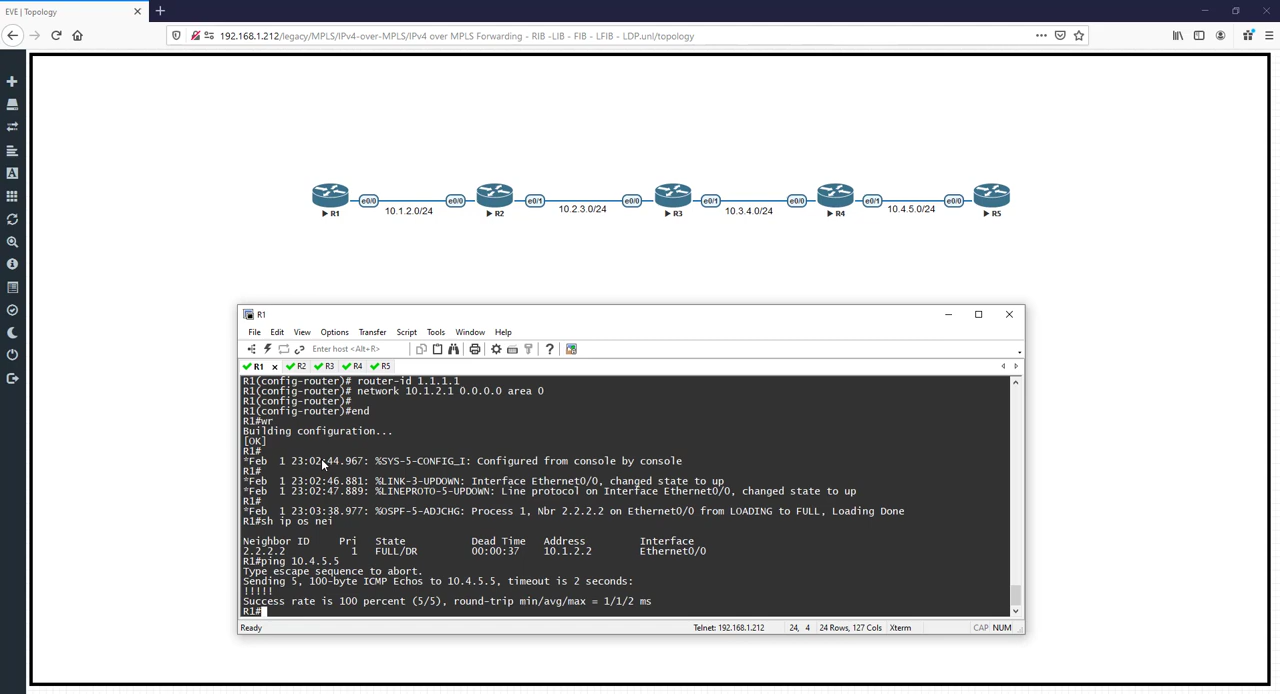 EVE | Topology
192.168.1.212/legacy/MPLS/IPv4-over-MPLS/IPv4 over MPLS Forwarding - RIB -LIB - FIB - LFIB - LDP.unl/topology
e0/0 e0/0 e0/1 e0/0 e0/1 e0/0 e0/1 e0/0
10.1.2.0/24 10.2.3.0/24 10.3.4.0/24 10.4.5.0/24
R1 R2 R3 R4 R5
R1
File Edit View Options Transfer Script Tools Window Help
Enter host <Alt+R>
R1 R2 R3 R4 R5
R1(config-router)# router-id 1.1.1.1
R1(config-router)# network 10.1.2.1 0.0.0.0 area 0
R1(config-router)#
R1(config-router)#end
R1#wr
Building configuration...
[OK]
R1#
*Feb  1 23:02:44.967: %SYS-5-CONFIG_I: Configured from console by console
R1#
*Feb  1 23:02:46.881: %LINK-3-UPDOWN: Interface Ethernet0/0, changed state to up
*Feb  1 23:02:47.889: %LINEPROTO-5-UPDOWN: Line protocol on Interface Ethernet0/0, changed state to up
R1#
*Feb  1 23:03:38.977: %OSPF-5-ADJCHG: Process 1, Nbr 2.2.2.2 on Ethernet0/0 from LOADING to FULL, Loading Done
R1#sh ip os nei
Neighbor ID     Pri   State           Dead Time   Address         Interface
2.2.2.2           1   FULL/DR         00:00:37    10.1.2.2        Ethernet0/0
R1#ping 10.4.5.5
Type escape sequence to abort.
Sending 5, 100-byte ICMP Echos to 10.4.5.5, timeout is 2 seconds:
!!!!!
Success rate is 100 percent (5/5), round-trip min/avg/max = 1/1/2 ms
R1#
Ready Telnet: 192.168.1.212 24, 4 24 Rows, 127 Cols Xterm CAP NUM